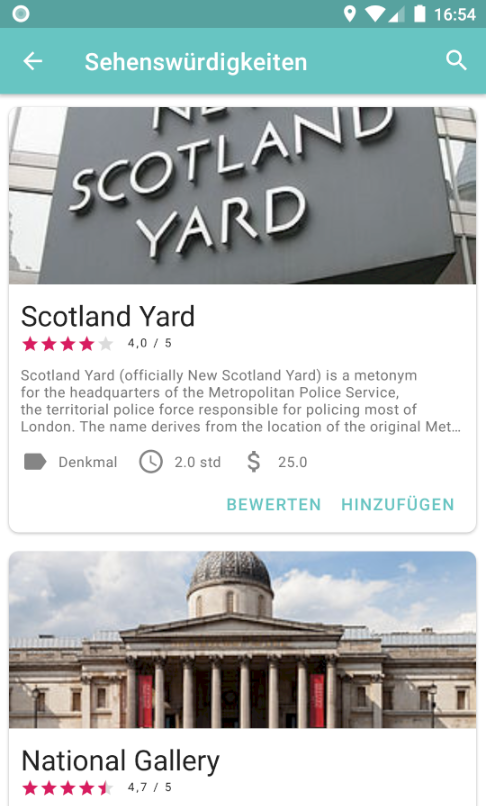 16:54
Sehenswürdigkeiten
NEW
SCOTLAND
YARD
Scotland Yard
4,0 / 5
Scotland Yard (officially New Scotland Yard) is a metonym
for the headquarters of the Metropolitan Police Service,
the territorial police force responsible for policing most of
London. The name derives from the location of the original Met…
Denkmal 2.0 std 25.0
BEWERTEN HINZUFÜGEN
National Gallery
4,7 / 5